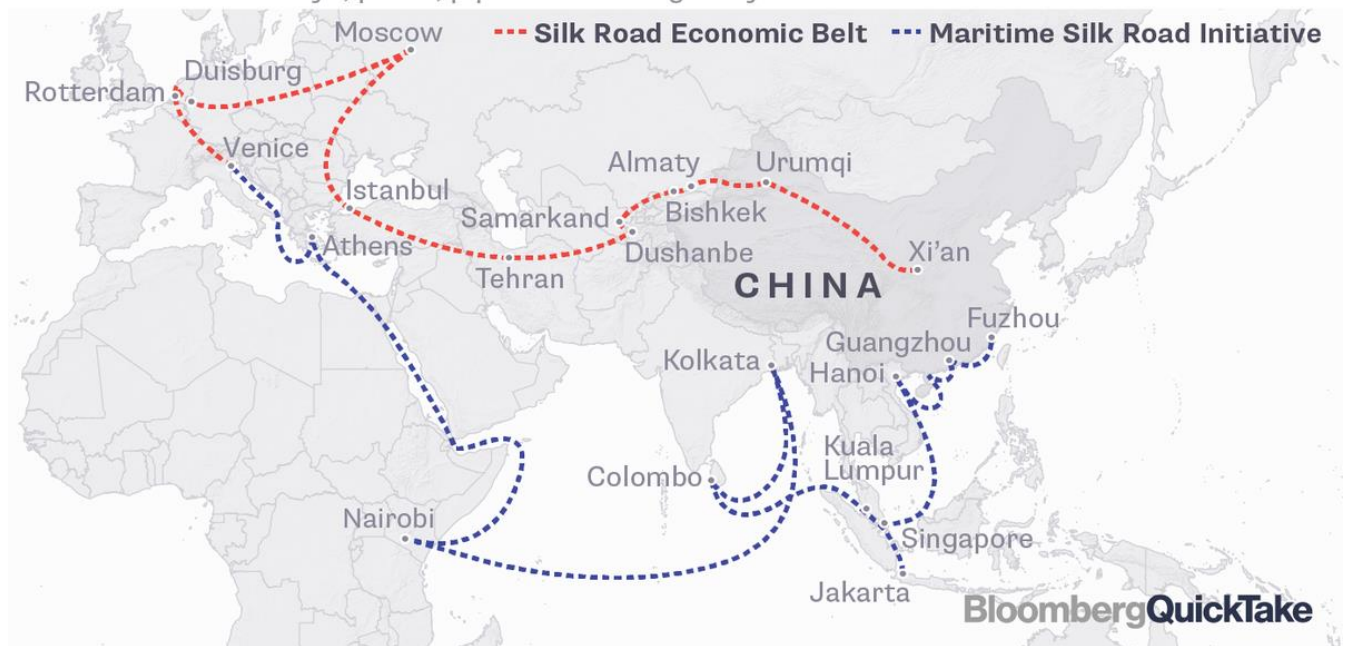 Moscow
Silk Road Economic Belt
Maritime Silk Road Initiative
Duisburg
Rotterdam
Venice
Almaty
Urumqi
Istanbul
Samarkand
Bishkek
Athens
Dushanbe
Xi’an
Tehran
CHINA
Fuzhou
Guangzhou
Kolkata
Hanoi
Kuala
Lumpur
Colombo
Nairobi
Singapore
Jakarta
BloombergQuickTake